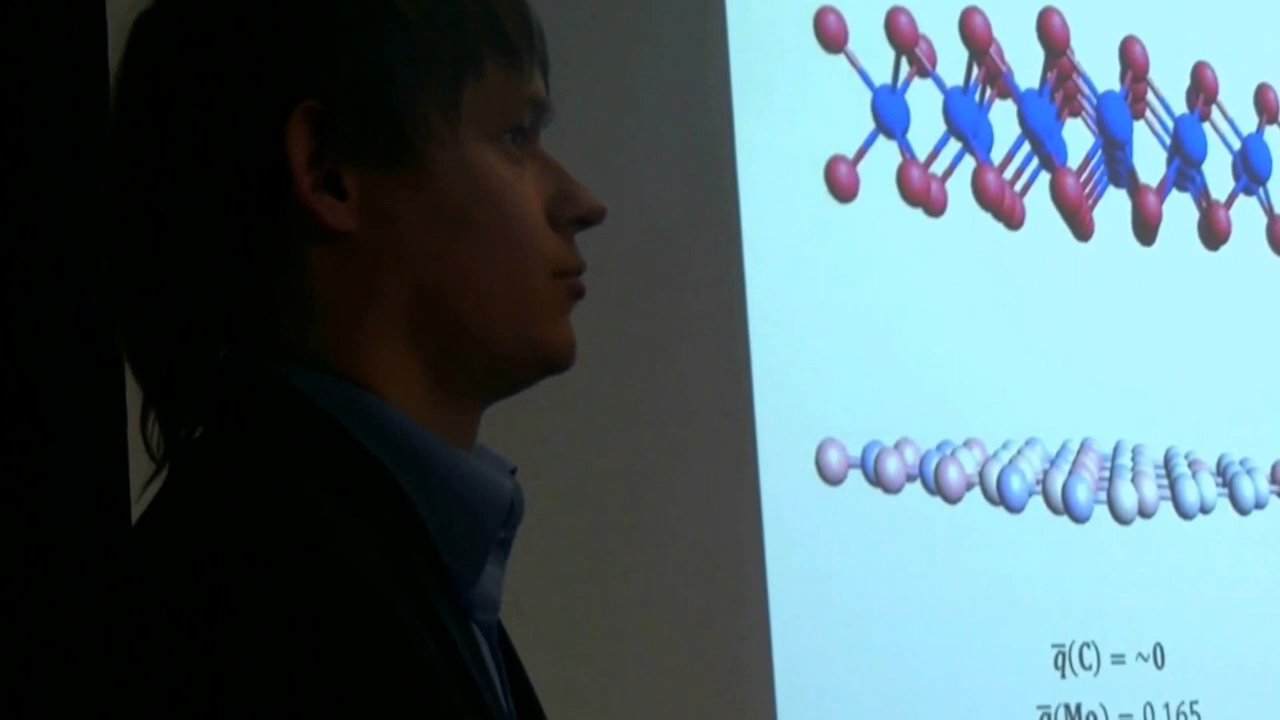 q̅(C) = ~0
q̅(Mo) = 0.165